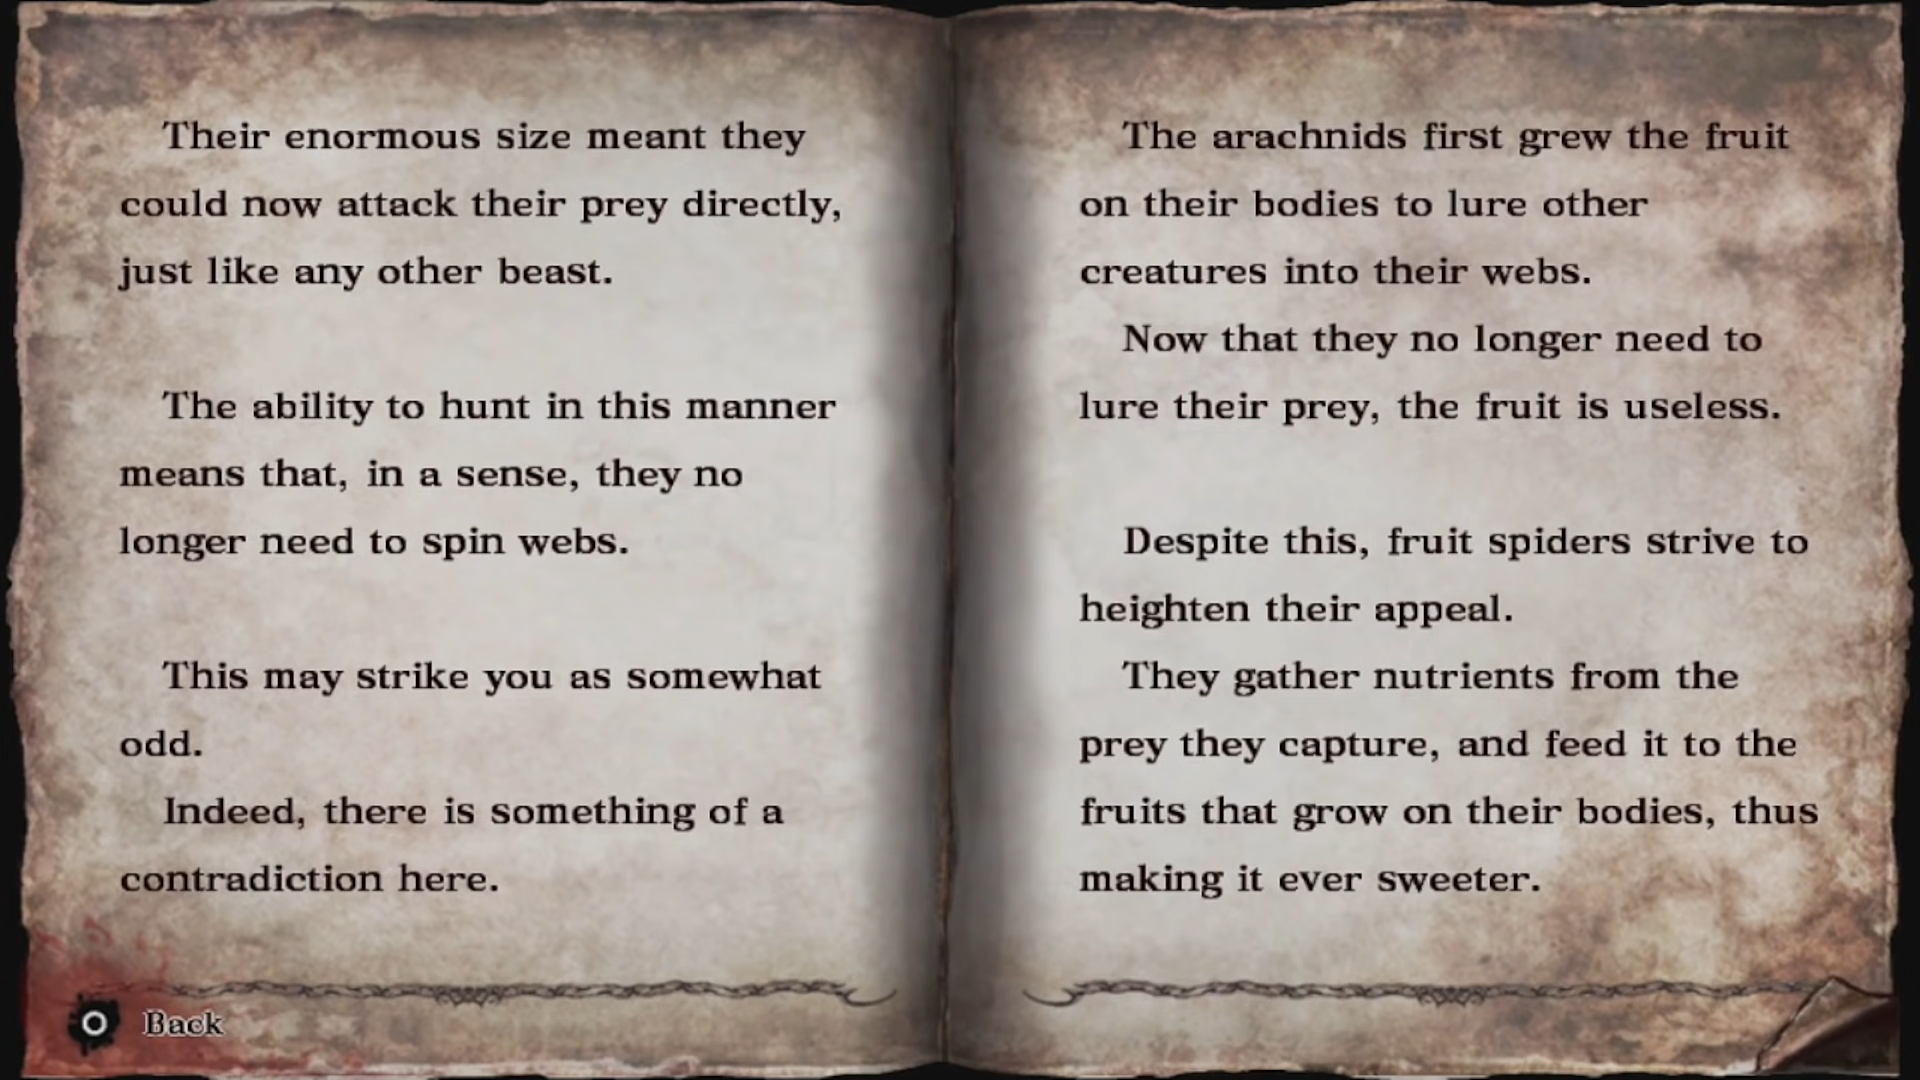 Their enormous size meant they
could now attack their prey directly,
just like any other beast.
The ability to hunt in this manner
means that, in a sense, they no
longer need to spin webs.
This may strike you as somewhat
odd.
Indeed, there is something of a
contradiction here.
The arachnids first grew the fruit
on their bodies to lure other
creatures into their webs.
Now that they no longer need to
lure their prey, the fruit is useless.
Despite this, fruit spiders strive to
heighten their appeal.
They gather nutrients from the
prey they capture, and feed it to the
fruits that grow on their bodies, thus
making it ever sweeter.
Back